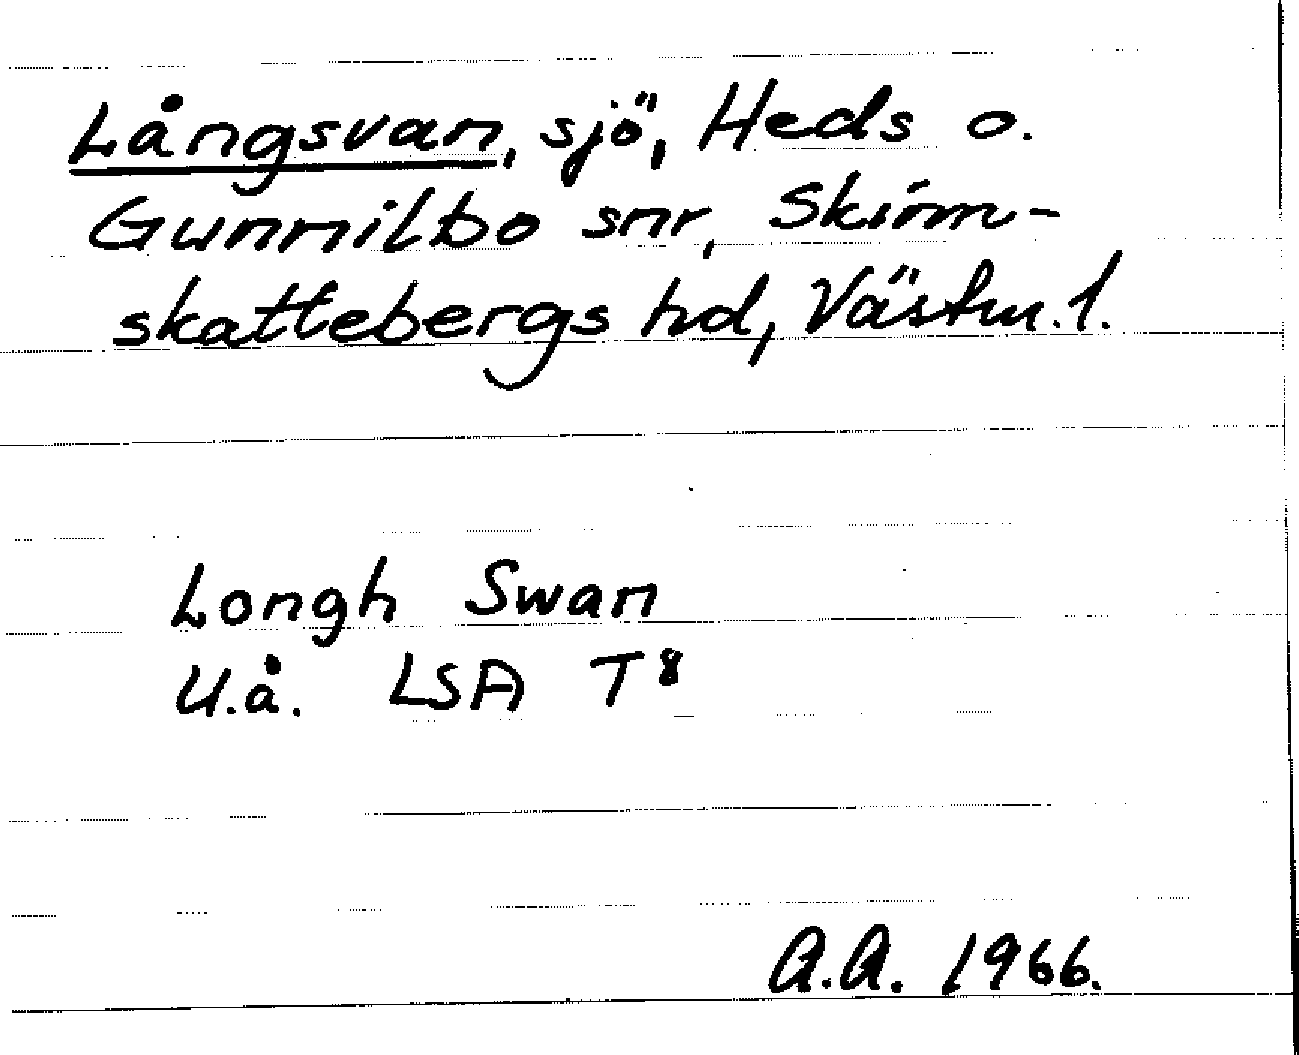 Långsvan, sjö, Heds o.
Gunnilbo snr, Skinn-
skattebergs hd, Västm. l.
Longh Swan
U.å. LSA T8
A.A. 1966.